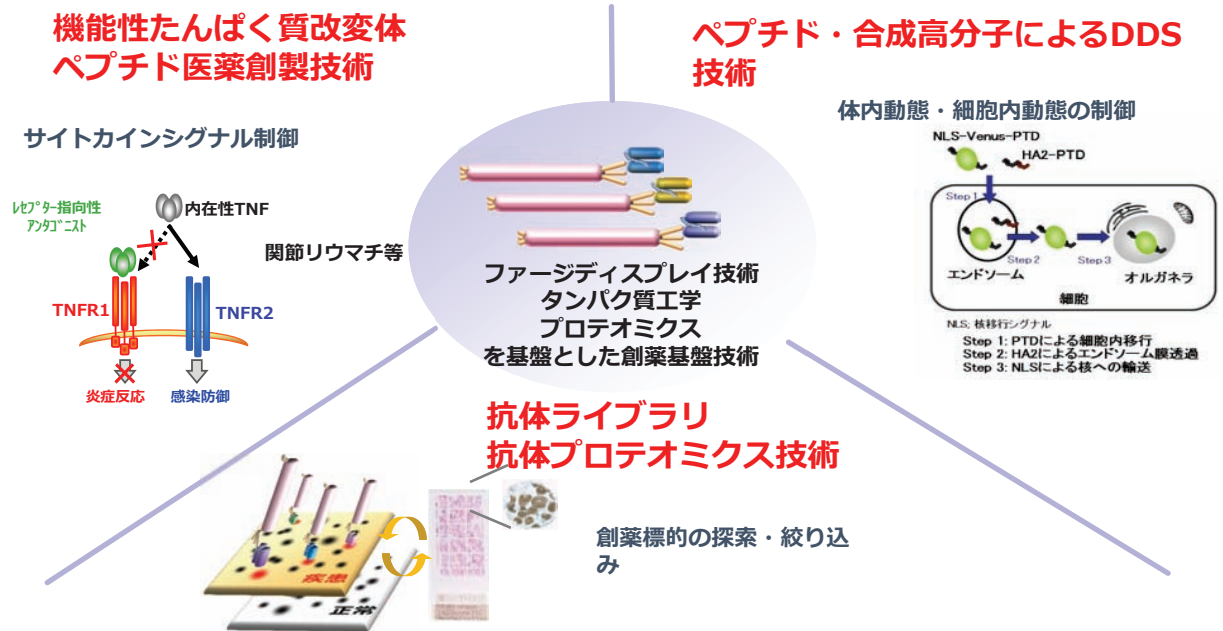 機能性たんぱく質改変体
ペプチド医薬創製技術
サイトカインシグナル制御
ﾚｾﾌﾟﾀｰ指向性
ｱﾝﾀｺﾞﾆｽﾄ
内在性TNF
関節リウマチ等
TNFR1
TNFR2
炎症反応
感染防御
ペプチド・合成高分子によるDDS
技術
体内動態・細胞内動態の制御
NLS-Venus-PTD
HA2-PTD
Step 1
Step 2
Step 3
エンドソーム
オルガネラ
細胞
NLS; 核移行シグナル
Step 1: PTDによる細胞内移行
Step 2: HA2によるエンドソーム膜透過
Step 3: NLSによる核への輸送
ファージディスプレイ技術
タンパク質工学
プロテオミクス
を基盤とした創薬基盤技術
抗体ライブラリ
抗体プロテオミクス技術
創薬標的の探索・絞り込
み
疾患
正常